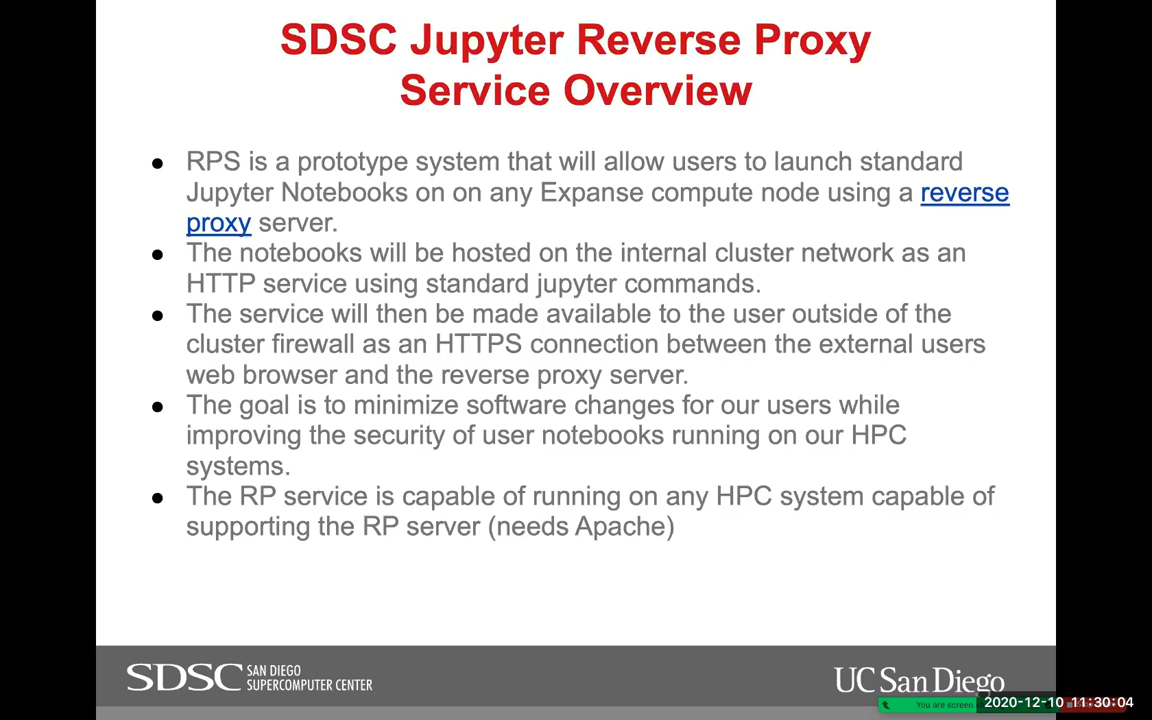 SDSC Jupyter Reverse Proxy
Service Overview
● RPS is a prototype system that will allow users to launch standard
Jupyter Notebooks on on any Expanse compute node using a reverse
proxy server.
● The notebooks will be hosted on the internal cluster network as an
HTTP service using standard jupyter commands.
● The service will then be made available to the user outside of the
cluster firewall as an HTTPS connection between the external users
web browser and the reverse proxy server.
● The goal is to minimize software changes for our users while
improving the security of user notebooks running on our HPC
systems.
● The RP service is capable of running on any HPC system capable of
supporting the RP server (needs Apache)
SDSC SAN DIEGO
SUPERCOMPUTER CENTER
UC San Diego
You are screen
2020-12-10 11:30:04